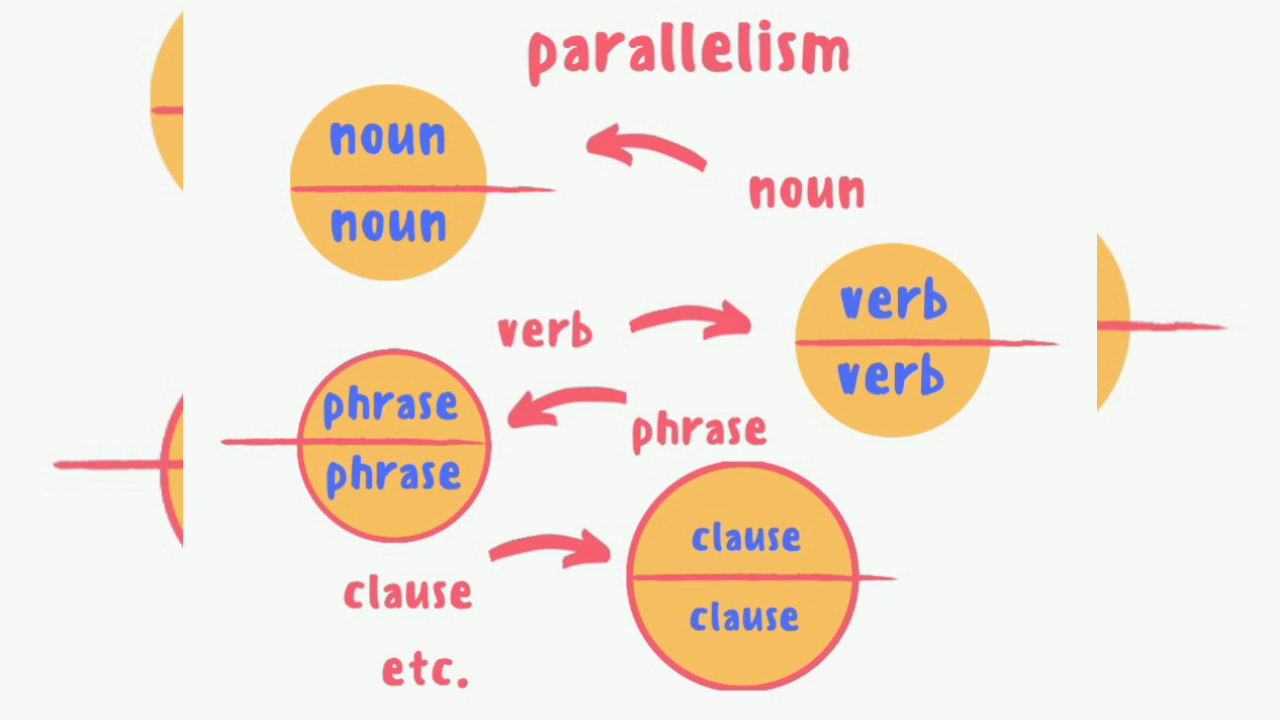 parallelism
noun
noun
noun
verb
verb
verb
phrase
phrase
phrase
clause
clause
clause
etc.